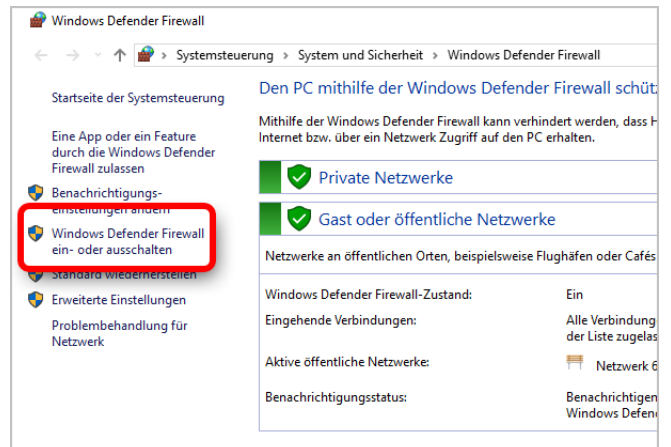 Windows Defender Firewall
Systemsteuerung > System und Sicherheit > Windows Defender Firewall
Startseite der Systemsteuerung
Eine App oder ein Feature
durch die Windows Defender
Firewall zulassen
Benachrichtigungs-
einstellungen ändern
Windows Defender Firewall
ein- oder ausschalten
Standard wiederherstellen
Erweiterte Einstellungen
Problembehandlung für
Netzwerk
Den PC mithilfe der Windows Defender Firewall schütz
Mithilfe der Windows Defender Firewall kann verhindert werden, dass H
Internet bzw. über ein Netzwerk Zugriff auf den PC erhalten.
Private Netzwerke
Gast oder öffentliche Netzwerke
Netzwerke an öffentlichen Orten, beispielsweise Flughäfen oder Cafés
Windows Defender Firewall-Zustand: Ein
Eingehende Verbindungen: Alle Verbindung
der Liste zugelas
Aktive öffentliche Netzwerke: Netzwerk 6
Benachrichtigungsstatus: Benachrichtigen
Windows Defen